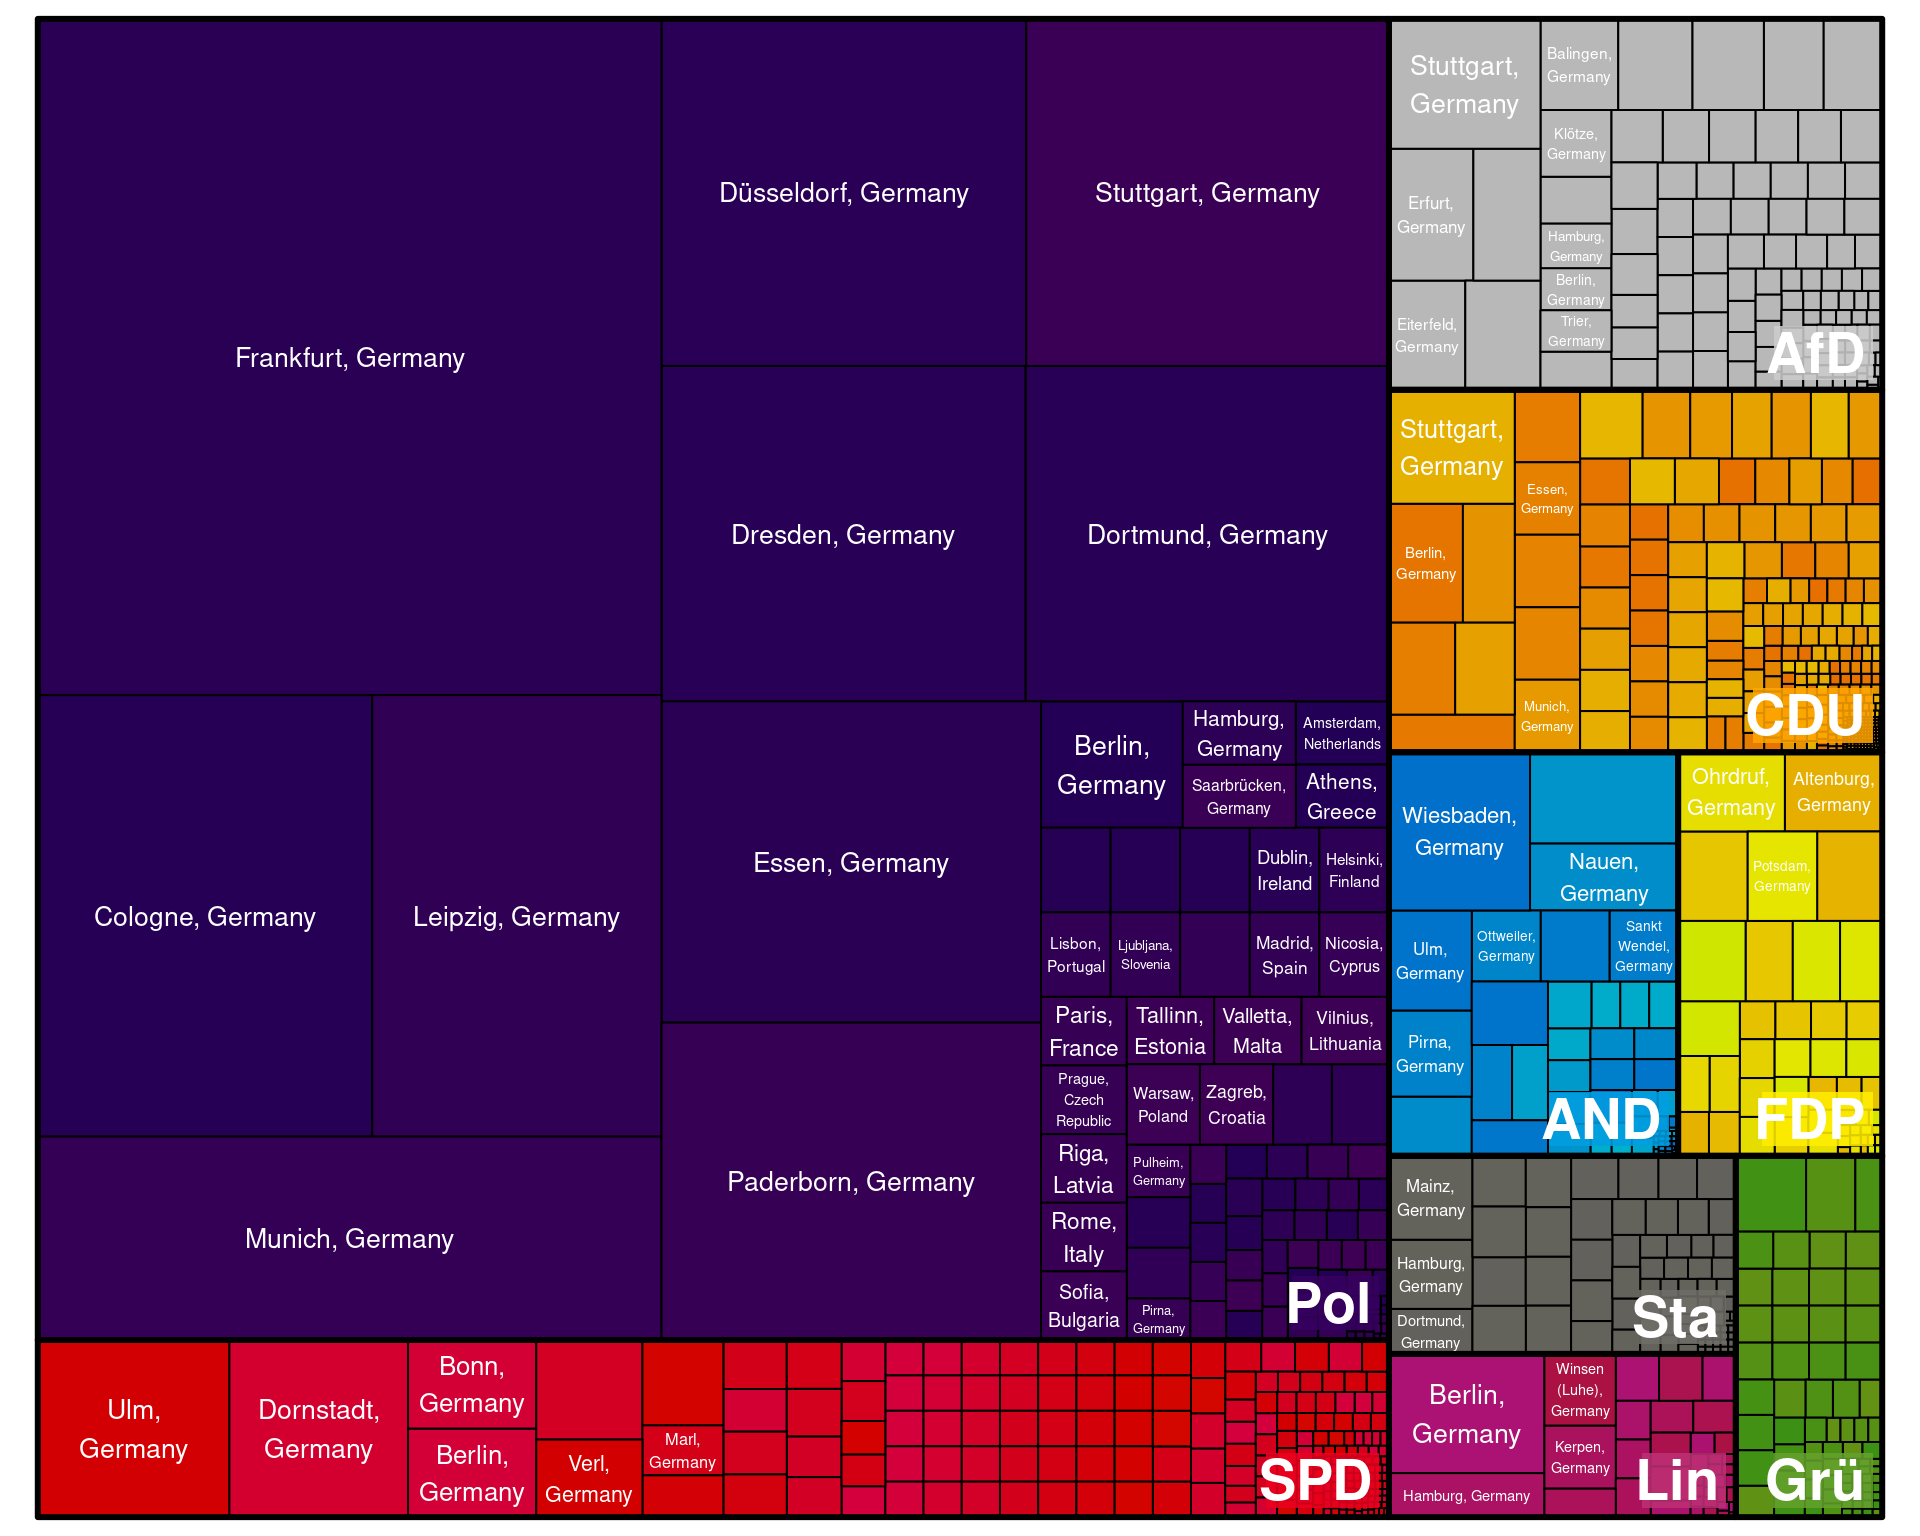 Frankfurt, Germany
Düsseldorf, Germany
Stuttgart, Germany
Dresden, Germany
Dortmund, Germany
Cologne, Germany
Leipzig, Germany
Munich, Germany
Essen, Germany
Paderborn, Germany
Berlin,
Germany
Hamburg,
Germany
Amsterdam,
Netherlands
Saarbrücken,
Germany
Athens,
Greece
Dublin,
Ireland
Helsinki,
Finland
Lisbon,
Portugal
Ljubljana,
Slovenia
Madrid,
Spain
Nicosia,
Cyprus
Paris,
France
Tallinn,
Estonia
Valletta,
Malta
Vilnius,
Lithuania
Prague,
Czech
Republic
Warsaw,
Poland
Zagreb,
Croatia
Riga,
Latvia
Pulheim,
Germany
Rome,
Italy
Sofia,
Bulgaria
Pirna,
Germany
Pol
Ulm,
Germany
Dornstadt,
Germany
Bonn,
Germany
Berlin,
Germany
Verl,
Germany
Marl,
Germany
SPD
Stuttgart,
Germany
Balingen,
Germany
Klötze,
Germany
Erfurt,
Germany
Hamburg,
Germany
Berlin,
Germany
Trier,
Germany
Eiterfeld,
Germany
AfD
Stuttgart,
Germany
Essen,
Germany
Berlin,
Germany
Munich,
Germany
CDU
Wiesbaden,
Germany
Nauen,
Germany
Ulm,
Germany
Ottweiler,
Germany
Sankt
Wendel,
Germany
Pirna,
Germany
AND
Ohrdruf,
Germany
Altenburg,
Germany
Potsdam,
Germany
FDP
Mainz,
Germany
Hamburg,
Germany
Dortmund,
Germany
Sta
Berlin,
Germany
Winsen
(Luhe),
Germany
Kerpen,
Germany
Hamburg, Germany
Lin
Grü